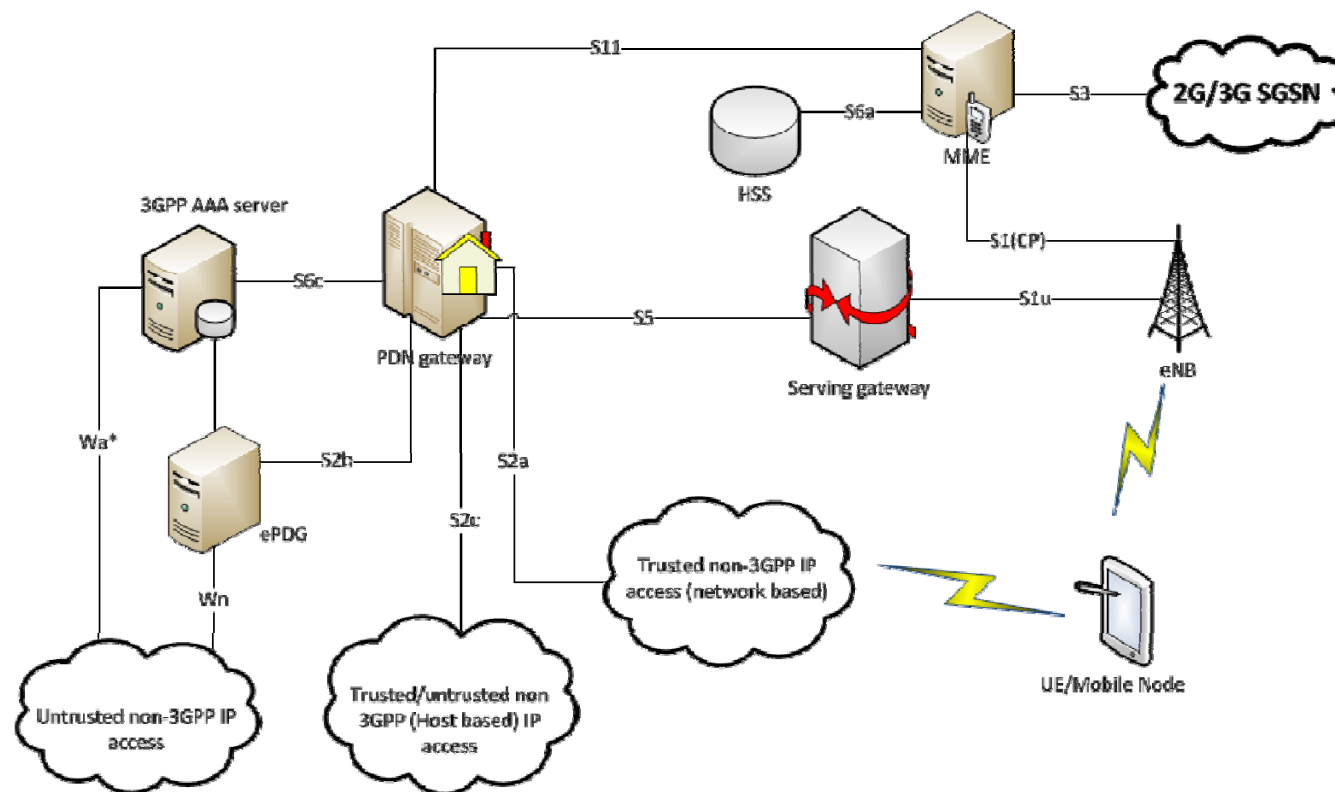 S11
2G/3G SGSN
S3
S6a
MME
HSS
3GPP AAA server
S1(CP)
S6c
S1u
S5
PDN gateway
eNB
Serving gateway
Wa*
S2b
S2a
ePDG
S2c
Trusted non-3GPP IP
access (network based)
Wn
UE/Mobile Node
Trusted/untrusted non
3GPP (Host based) IP
access
Untrusted non-3GPP IP
access